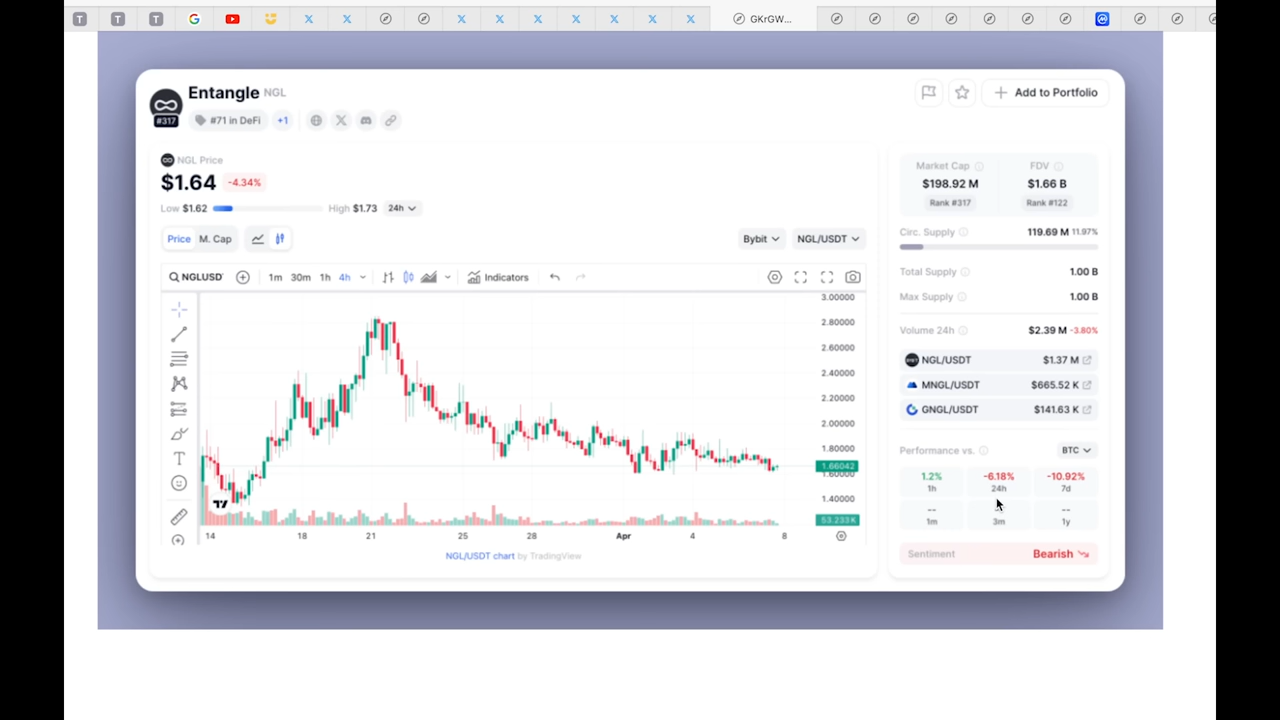 GKrGW...
Entangle NGL
#317
#71 in DeFi +1
Add to Portfolio
NGL Price
$1.64 -4.34%
Low $1.62 High $1.73 24h
Price M. Cap
Bybit NGL/USDT
NGLUSD 1m 30m 1h 4h Indicators
3.00000
2.80000
2.60000
2.40000
2.20000
2.00000
1.80000
1.66042
1.60000
1.40000
53.233K
14 18 21 25 28 Apr 4 8
NGL/USDT chart by TradingView
Market Cap FDV
$198.92 M $1.66 B
Rank #317 Rank #122
Circ. Supply 119.69 M 11.97%
Total Supply 1.00 B
Max Supply 1.00 B
Volume 24h $2.39 M -3.80%
NGL/USDT $1.37 M
MNGL/USDT $665.52 K
GNGL/USDT $141.63 K
Performance vs. BTC
1.2% -6.18% -10.92%
1h 24h 7d
-- -- --
1m 3m 1y
Sentiment Bearish